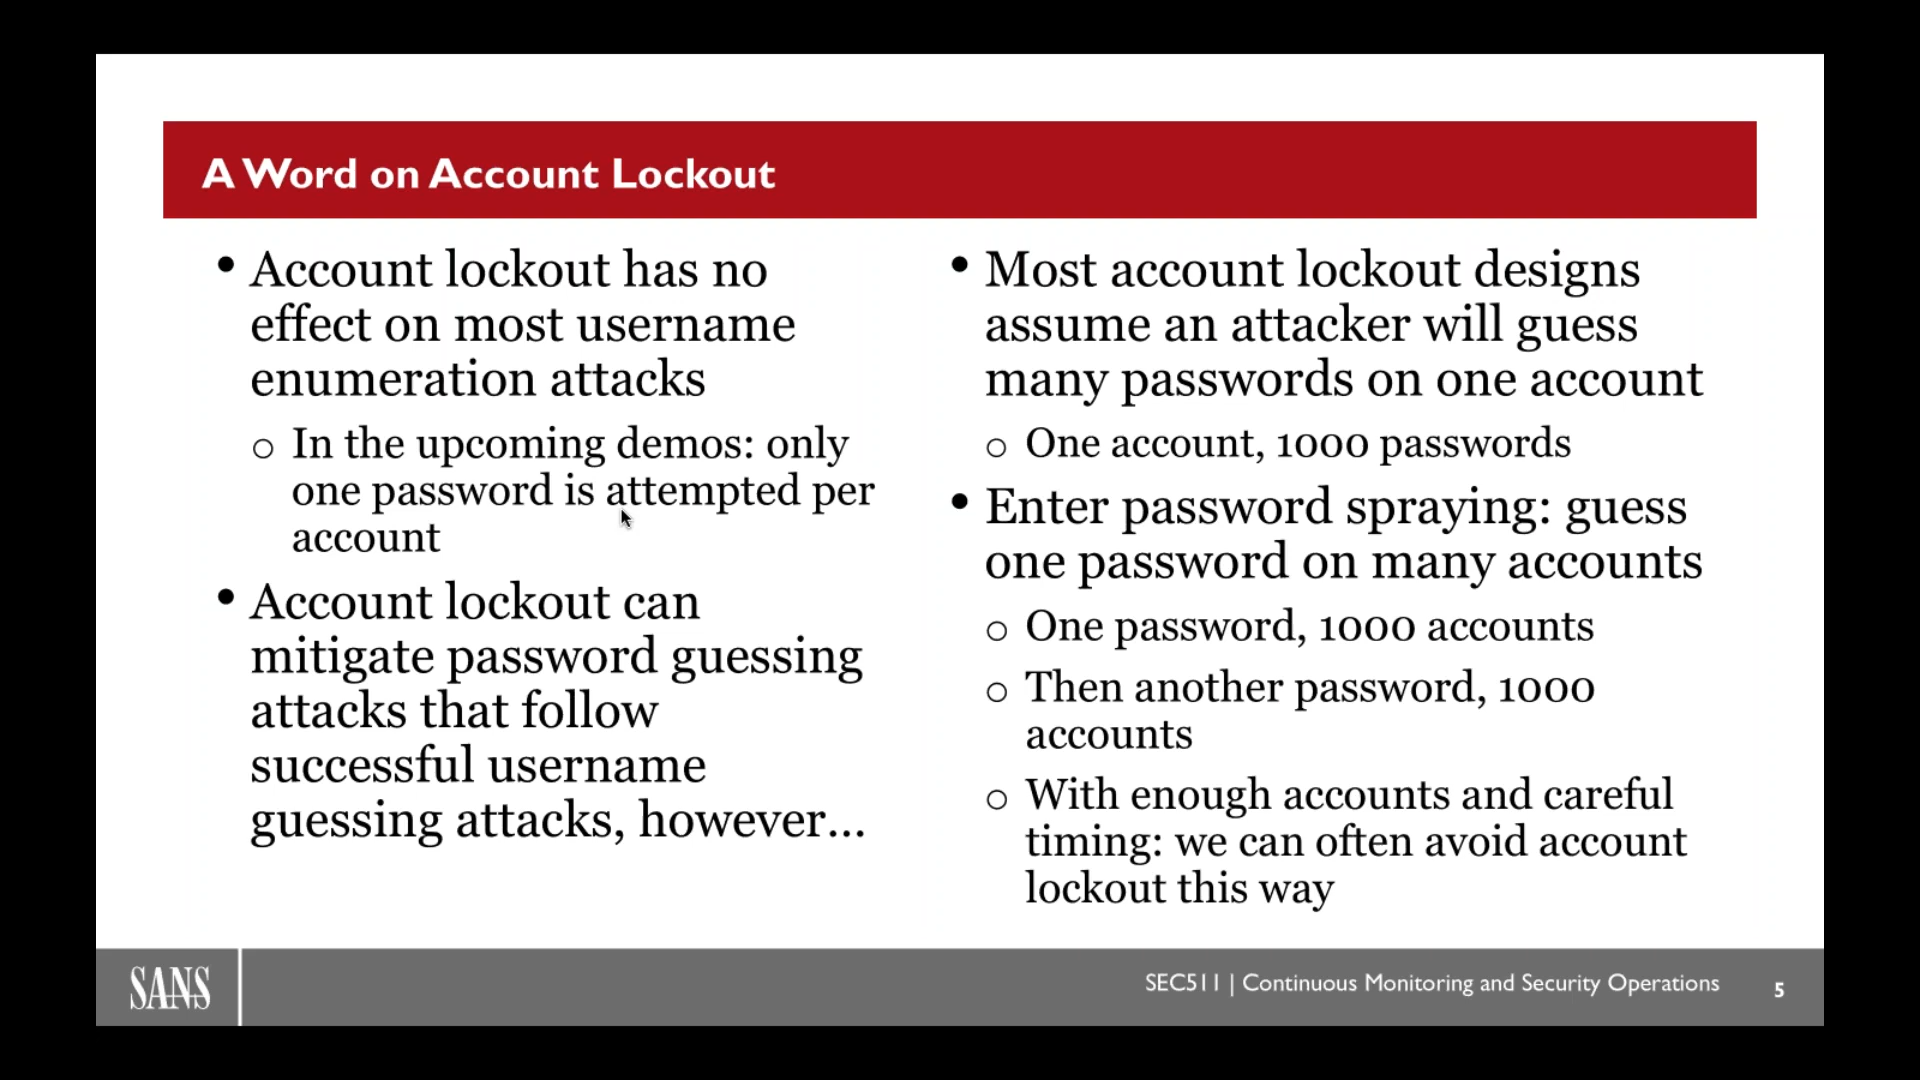 A Word on Account Lockout
• Account lockout has no
effect on most username
enumeration attacks
o In the upcoming demos: only
one password is attempted per
account
• Account lockout can
mitigate password guessing
attacks that follow
successful username
guessing attacks, however...
• Most account lockout designs
assume an attacker will guess
many passwords on one account
o One account, 1000 passwords
• Enter password spraying: guess
one password on many accounts
o One password, 1000 accounts
o Then another password, 1000
accounts
o With enough accounts and careful
timing: we can often avoid account
lockout this way
SANS
SEC511 | Continuous Monitoring and Security Operations
5